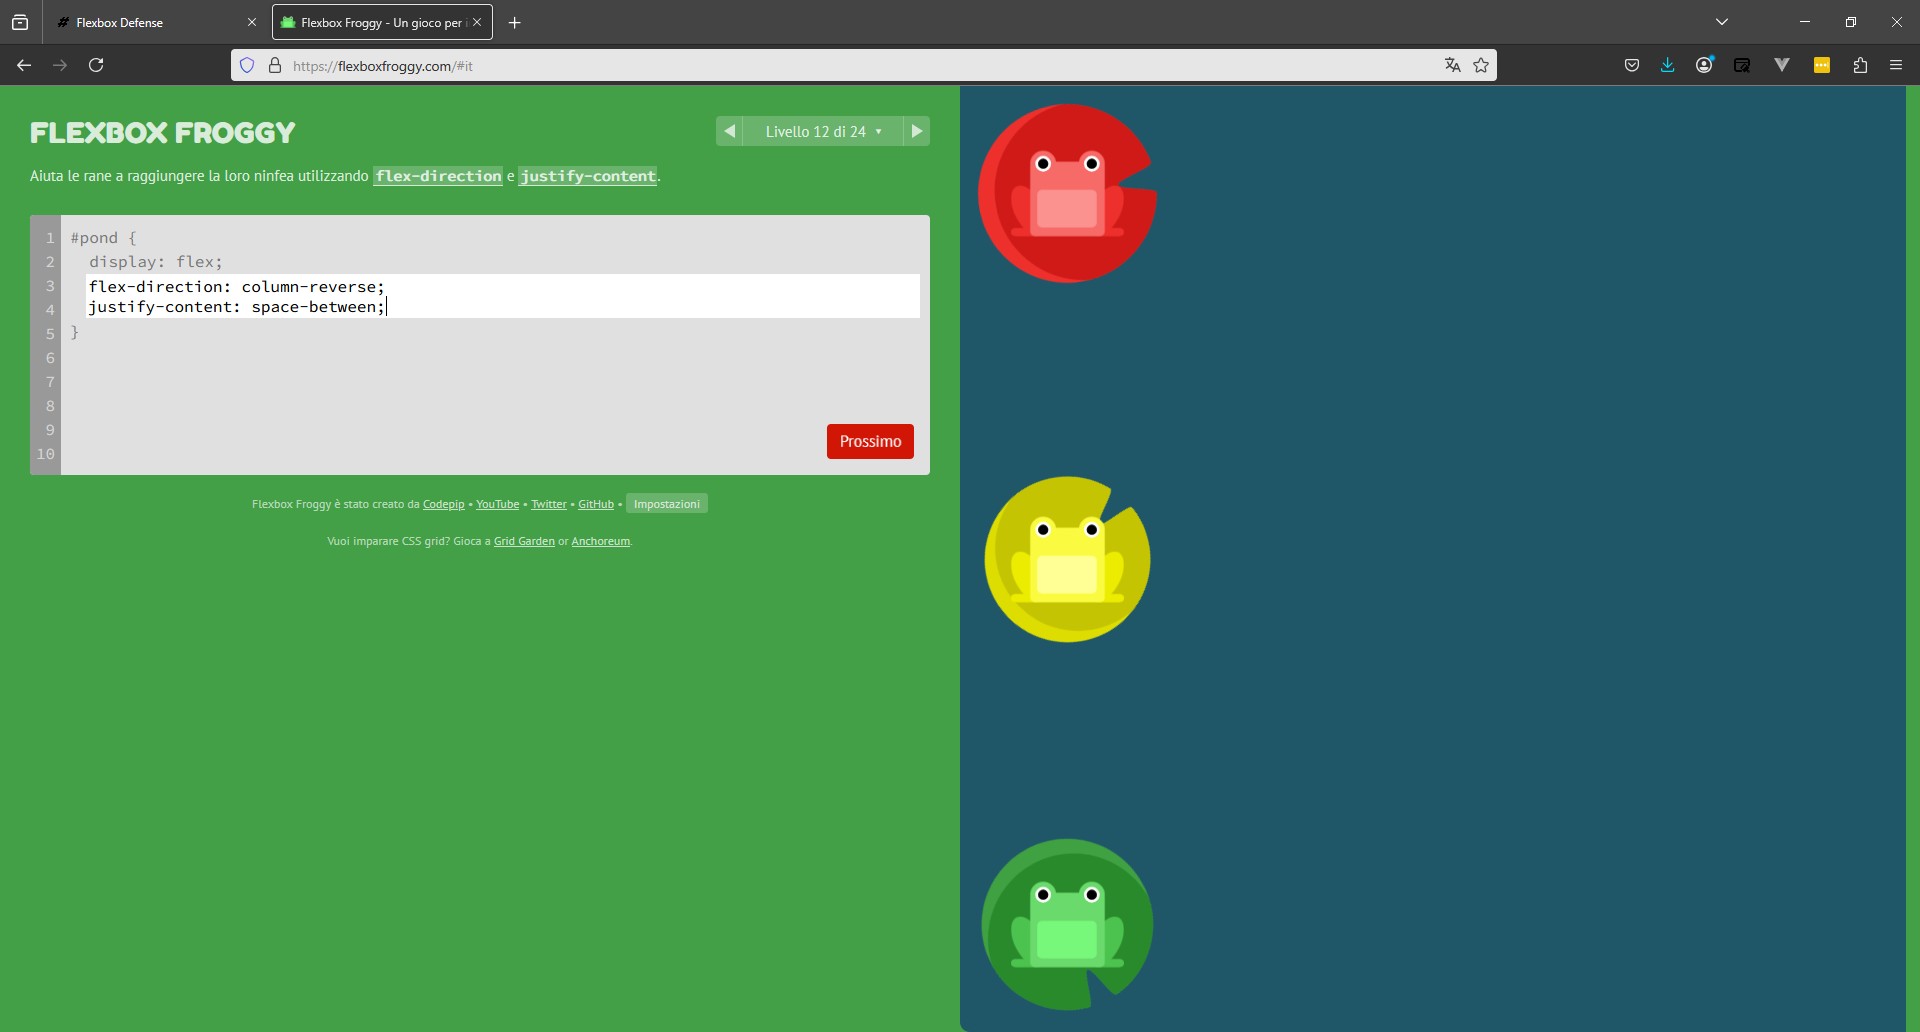 Flexbox Defense
Flexbox Froggy - Un gioco per i
https://flexboxfroggy.com/#it
FLEXBOX FROGGY
Livello 12 di 24
Aiuta le rane a raggiungere la loro ninfea utilizzando flex-direction e justify-content.
1 #pond {
2 display: flex;
3 flex-direction: column-reverse;
4 justify-content: space-between;
5 }
6
7
8
9
10
Prossimo
Flexbox Froggy è stato creato da Codepip • YouTube • Twitter • GitHub • Impostazioni
Vuoi imparare CSS grid? Gioca a Grid Garden or Anchoreum.